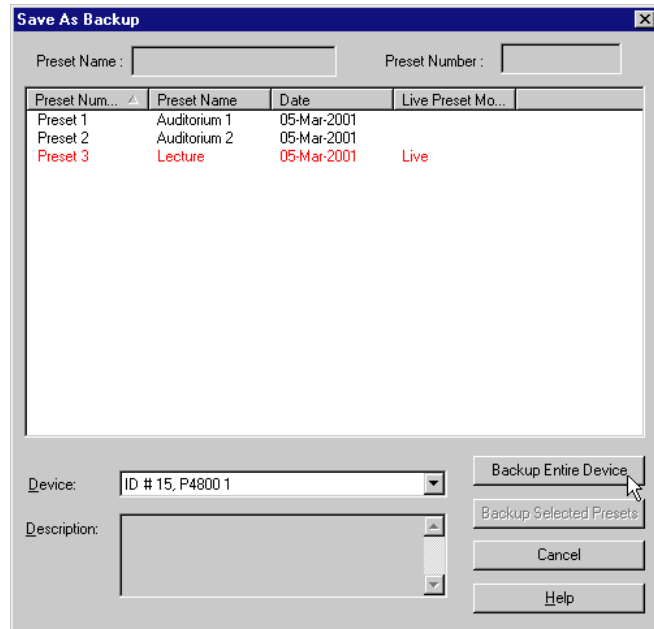 Save As Backup
Preset Name : Preset Number :
Preset Num... Preset Name Date Live Preset Mo...
Preset 1 Auditorium 1 05-Mar-2001
Preset 2 Auditorium 2 05-Mar-2001
Preset 3 Lecture 05-Mar-2001 Live
Device: ID # 15, P4800 1
Backup Entire Device
Description:
Backup Selected Presets
Cancel
Help